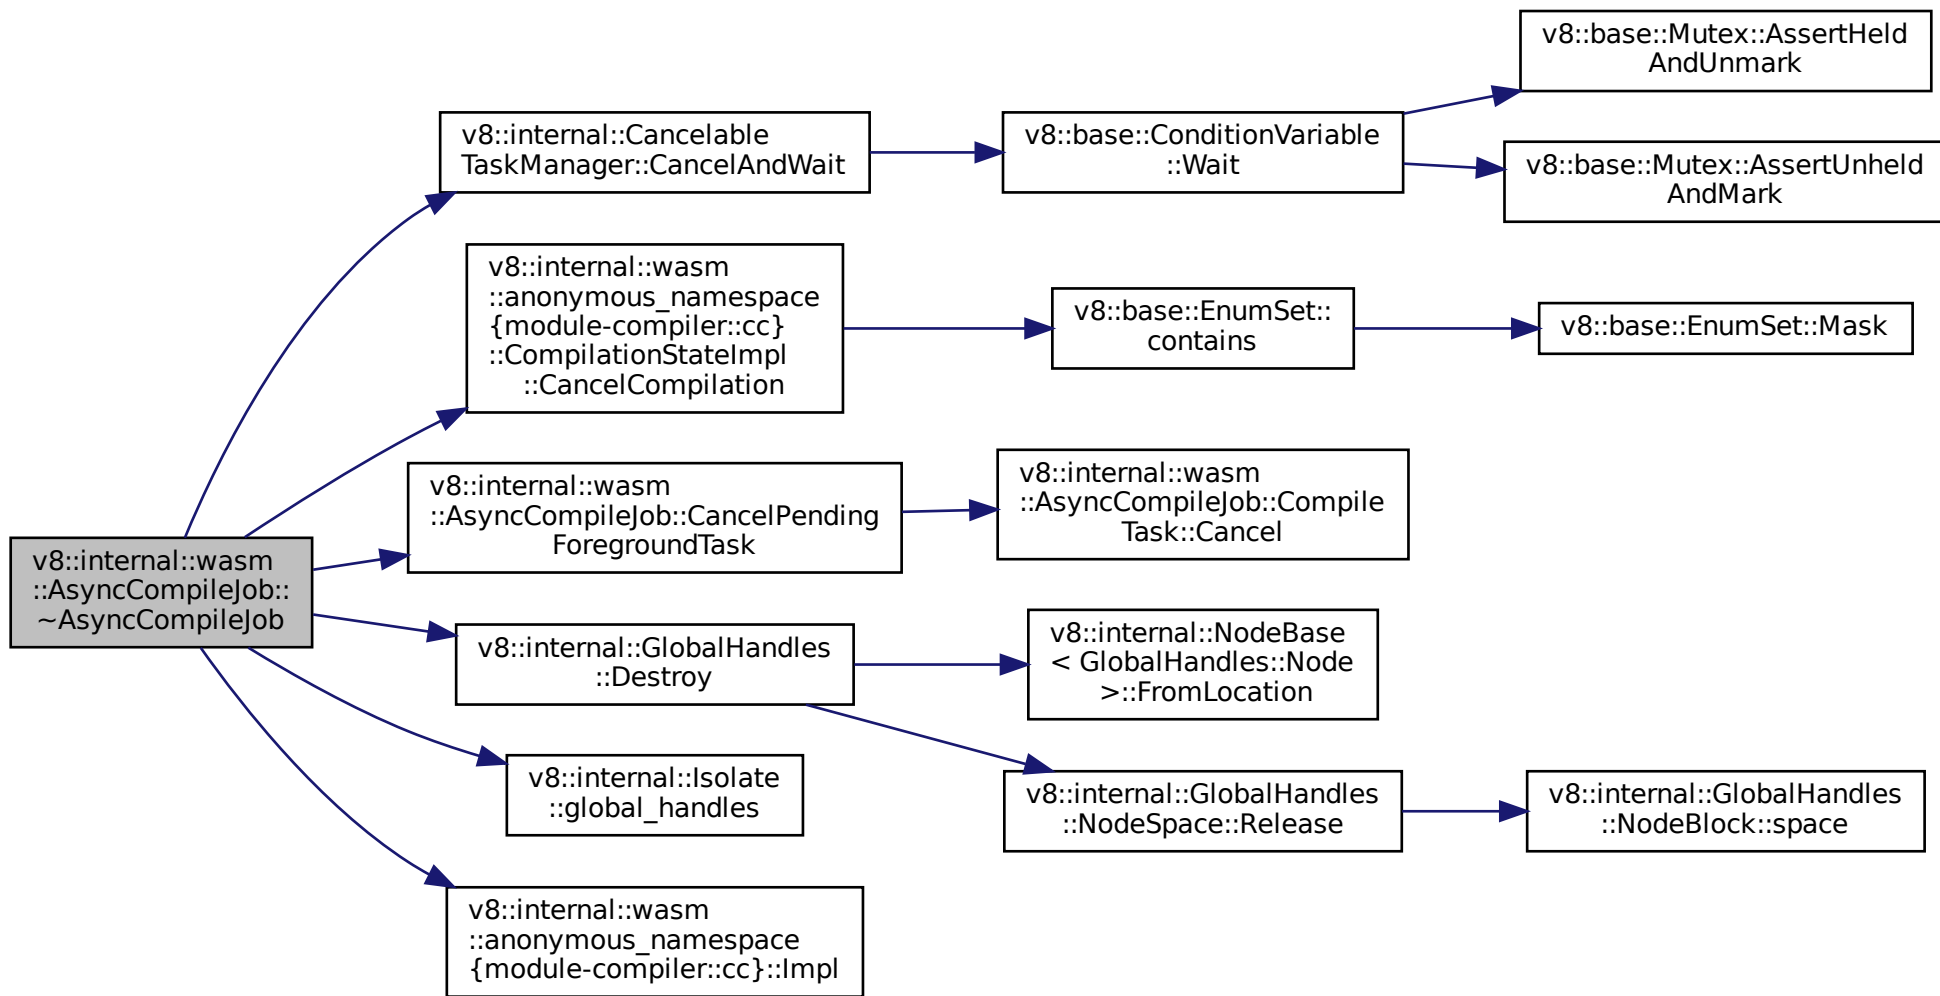 v8::internal::wasm
::AsyncCompileJob::
~AsyncCompileJob
v8::internal::Cancelable
TaskManager::CancelAndWait
v8::base::ConditionVariable
::Wait
v8::base::Mutex::AssertHeld
AndUnmark
v8::base::Mutex::AssertUnheld
AndMark
v8::internal::wasm
::anonymous_namespace
{module-compiler::cc}
::CompilationStateImpl
::CancelCompilation
v8::base::EnumSet::
contains
v8::base::EnumSet::Mask
v8::internal::wasm
::AsyncCompileJob::CancelPending
ForegroundTask
v8::internal::wasm
::AsyncCompileJob::Compile
Task::Cancel
v8::internal::GlobalHandles
::Destroy
v8::internal::NodeBase
< GlobalHandles::Node
>::FromLocation
v8::internal::GlobalHandles
::NodeSpace::Release
v8::internal::GlobalHandles
::NodeBlock::space
v8::internal::Isolate
::global_handles
v8::internal::wasm
::anonymous_namespace
{module-compiler::cc}::Impl